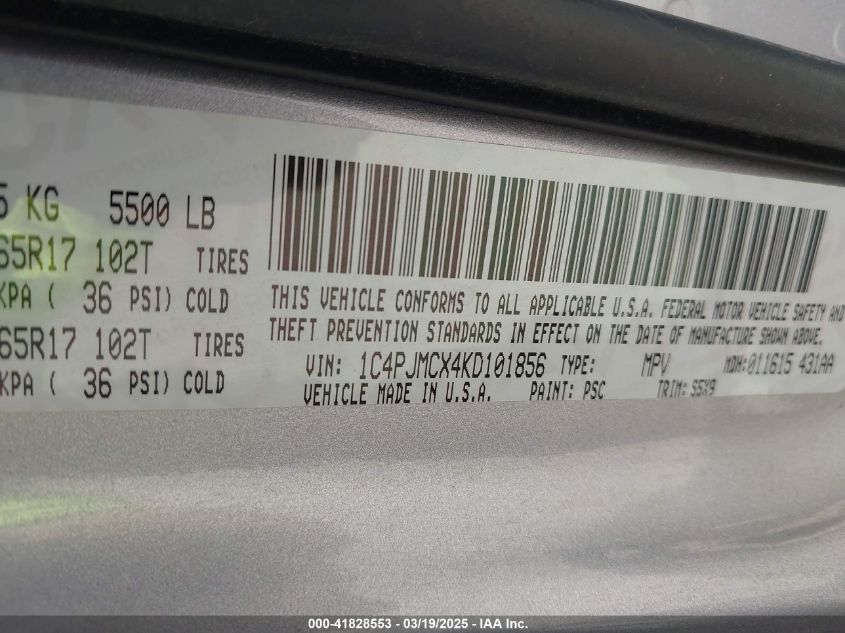 5 KG 5500 LB
65R17 102T TIRES
KPA ( 36 PSI) COLD
65R17 102T TIRES
KPA ( 36 PSI) COLD
THIS VEHICLE CONFORMS TO ALL APPLICABLE U.S.A. FEDERAL MOTOR VEHICLE SAFETY AND
THEFT PREVENTION STANDARDS IN EFFECT ON THE DATE OF MANUFACTURE SHOWN ABOVE.
VIN: 1C4PJMCX4KD101856 TYPE: MPV MDH:011615 431AA
VEHICLE MADE IN U.S.A. PAINT: PSC TRIM: S5X9
000-41828553 - 03/19/2025 - IAA Inc.